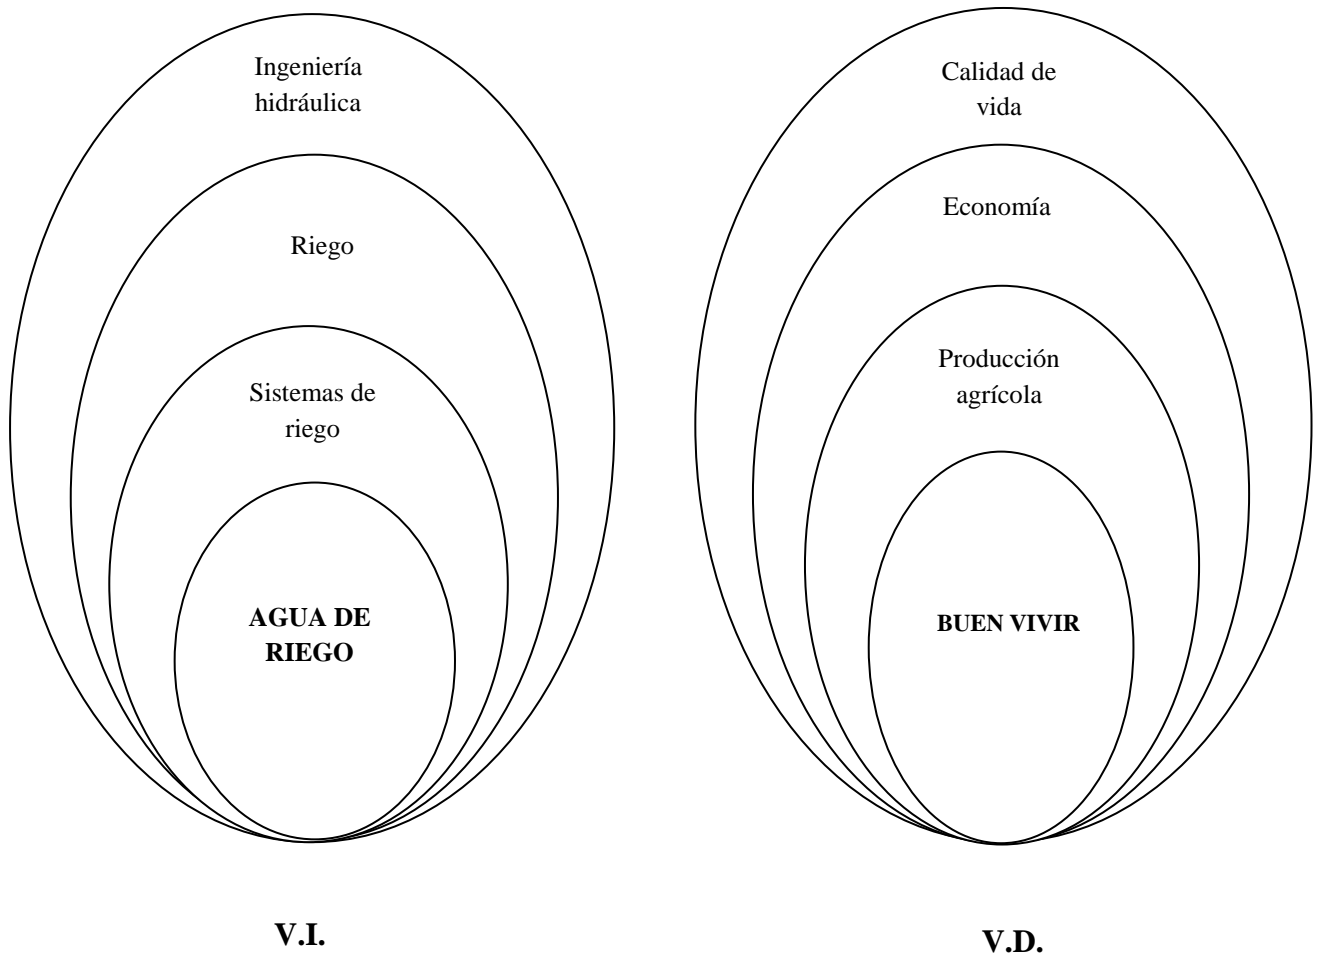 Ingeniería
hidráulica
Riego
Sistemas de
riego
AGUA DE
RIEGO
V.I.
Calidad de
vida
Economía
Producción
agrícola
BUEN VIVIR
V.D.